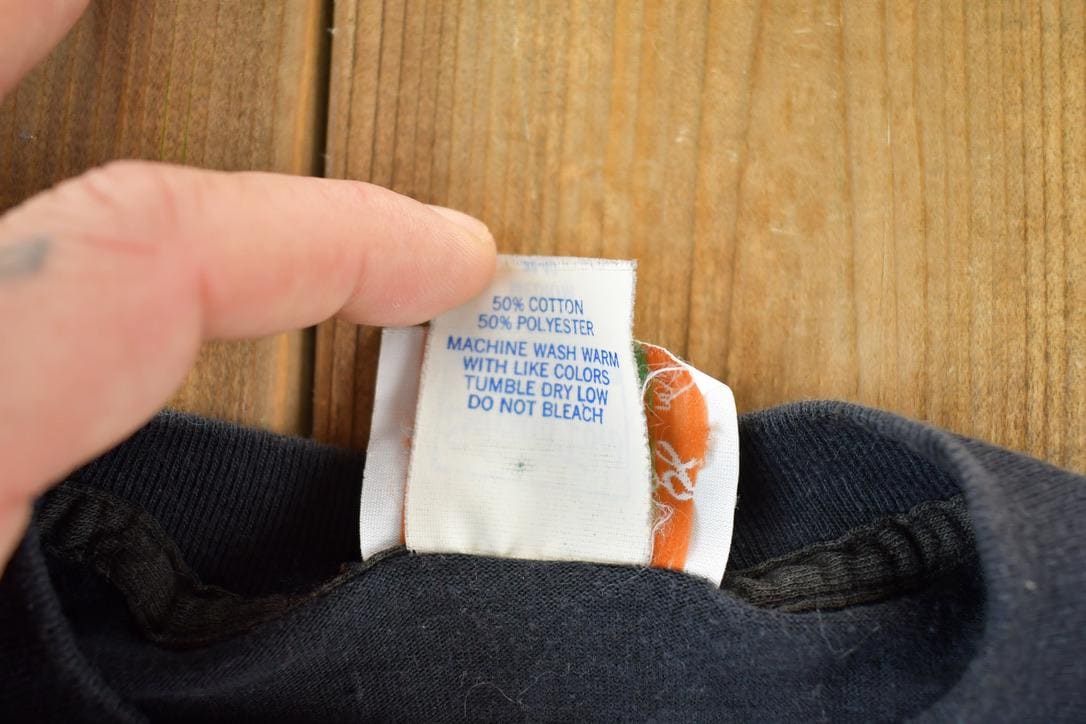 50% COTTON
50% POLYESTER
MACHINE WASH WARM
WITH LIKE COLORS
TUMBLE DRY LOW
DO NOT BLEACH